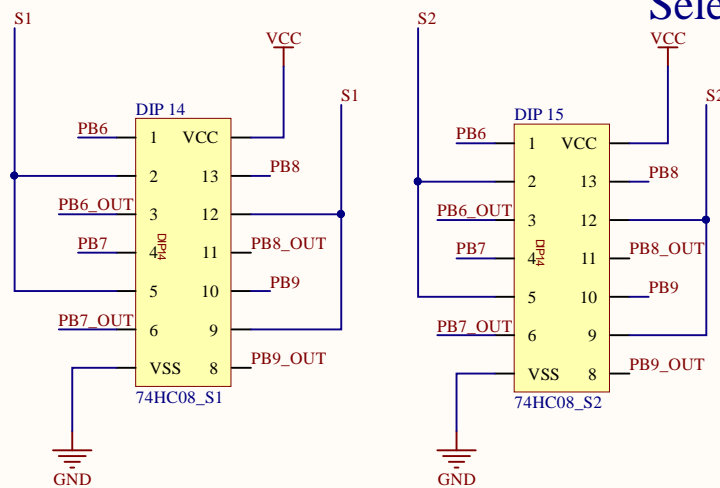 S1
S2
Sele
VCC
VCC
S1
S2
DIP 14
DIP 15
PB6
1
VCC
PB6
1
VCC
2
13
PB8
2
13
PB8
PB6_OUT
3
12
PB6_OUT
3
12
PB7
4
DIP14
11
PB8_OUT
PB7
4
DIP14
11
PB8_OUT
5
10
PB9
5
10
PB9
PB7_OUT
6
9
PB7_OUT
6
9
VSS
8
PB9_OUT
VSS
8
PB9_OUT
74HC08_S1
74HC08_S2
GND
GND